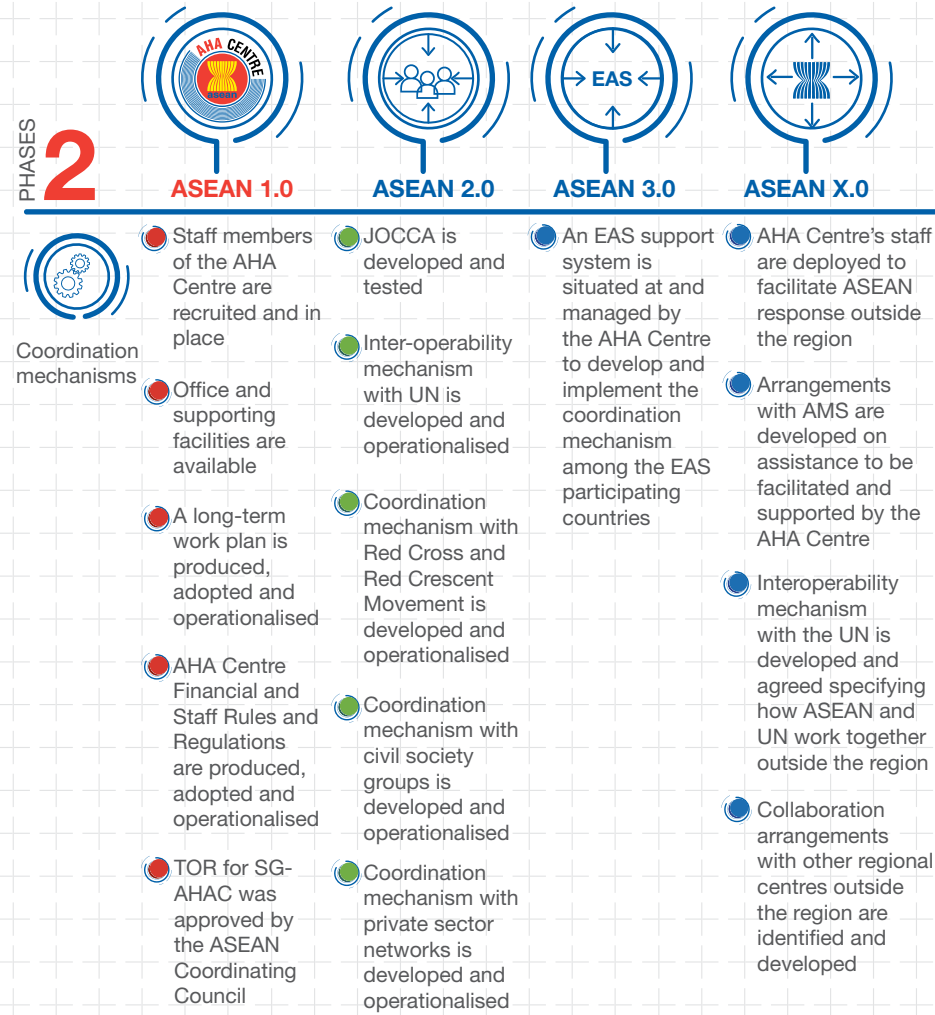 AHA CENTRE
asean
EAS
PHASES
2
ASEAN 1.0
ASEAN 2.0
ASEAN 3.0
ASEAN X.0
Coordination
mechanisms
Staff members
of the AHA
Centre are
recruited and in
place
Office and
supporting
facilities are
available
A long-term
work plan is
produced,
adopted and
operationalised
AHA Centre
Financial and
Staff Rules and
Regulations
are produced,
adopted and
operationalised
TOR for SG-
AHAC was
approved by
the ASEAN
Coordinating
Council
JOCCA is
developed and
tested
Inter-operability
mechanism
with UN is
developed and
operationalised
Coordination
mechanism with
Red Cross and
Red Crescent
Movement is
developed and
operationalised
Coordination
mechanism with
civil society
groups is
developed and
operationalised
Coordination
mechanism with
private sector
networks is
developed and
operationalised
An EAS support
system is
situated at and
managed by
the AHA Centre
to develop and
implement the
coordination
mechanism
among the EAS
participating
countries
AHA Centre's staff
are deployed to
facilitate ASEAN
response outside
the region
Arrangements
with AMS are
developed on
assistance to be
facilitated and
supported by the
AHA Centre
Interoperability
mechanism
with the UN is
developed and
agreed specifying
how ASEAN and
UN work together
outside the region
Collaboration
arrangements
with other regional
centres outside
the region are
identified and
developed